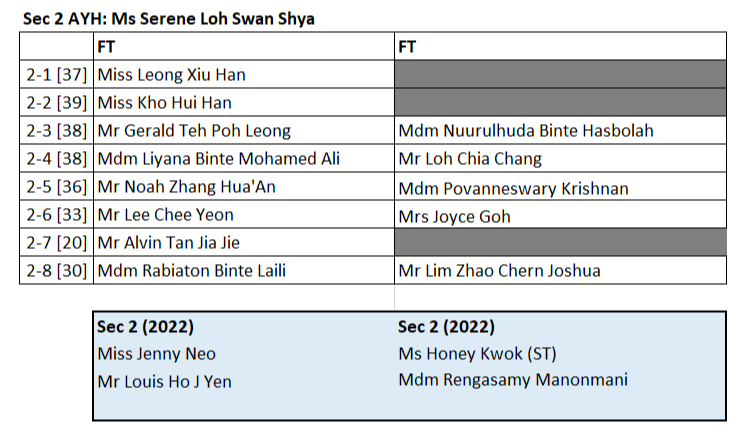 Sec 2 AYH: Ms Serene Loh Swan Shya
FT FT
2-1 [37] Miss Leong Xiu Han
2-2 [39] Miss Kho Hui Han
2-3 [38] Mr Gerald Teh Poh Leong Mdm Nuurulhuda Binte Hasbolah
2-4 [38] Mdm Liyana Binte Mohamed Ali Mr Loh Chia Chang
2-5 [36] Mr Noah Zhang Hua'An Mdm Povanneswary Krishnan
2-6 [33] Mr Lee Chee Yeon Mrs Joyce Goh
2-7 [20] Mr Alvin Tan Jia Jie
2-8 [30] Mdm Rabiaton Binte Laili Mr Lim Zhao Chern Joshua
Sec 2 (2022) Sec 2 (2022)
Miss Jenny Neo Ms Honey Kwok (ST)
Mr Louis Ho J Yen Mdm Rengasamy Manonmani